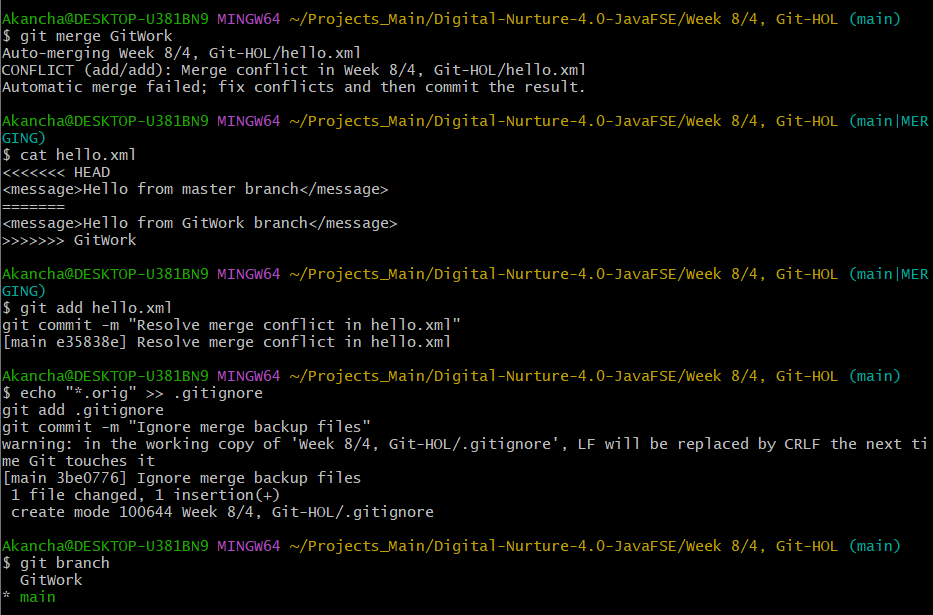 Akancha@DESKTOP-U381BN9 MINGW64 ~/Projects_Main/Digital-Nurture-4.0-JavaFSE/Week 8/4, Git-HOL (main)
$ git merge GitWork
Auto-merging Week 8/4, Git-HOL/hello.xml
CONFLICT (add/add): Merge conflict in Week 8/4, Git-HOL/hello.xml
Automatic merge failed; fix conflicts and then commit the result.
Akancha@DESKTOP-U381BN9 MINGW64 ~/Projects_Main/Digital-Nurture-4.0-JavaFSE/Week 8/4, Git-HOL (main|MER
GING)
$ cat hello.xml
<<<<<<< HEAD
<message>Hello from master branch</message>
=======
<message>Hello from GitWork branch</message>
>>>>>>> GitWork
Akancha@DESKTOP-U381BN9 MINGW64 ~/Projects_Main/Digital-Nurture-4.0-JavaFSE/Week 8/4, Git-HOL (main|MER
GING)
$ git add hello.xml
git commit -m "Resolve merge conflict in hello.xml"
[main e35838e] Resolve merge conflict in hello.xml
Akancha@DESKTOP-U381BN9 MINGW64 ~/Projects_Main/Digital-Nurture-4.0-JavaFSE/Week 8/4, Git-HOL (main)
$ echo "*.orig" >> .gitignore
git add .gitignore
git commit -m "Ignore merge backup files"
warning: in the working copy of 'Week 8/4, Git-HOL/.gitignore', LF will be replaced by CRLF the next ti
me Git touches it
[main 3be0776] Ignore merge backup files
 1 file changed, 1 insertion(+)
 create mode 100644 Week 8/4, Git-HOL/.gitignore
Akancha@DESKTOP-U381BN9 MINGW64 ~/Projects_Main/Digital-Nurture-4.0-JavaFSE/Week 8/4, Git-HOL (main)
$ git branch
  GitWork
* main